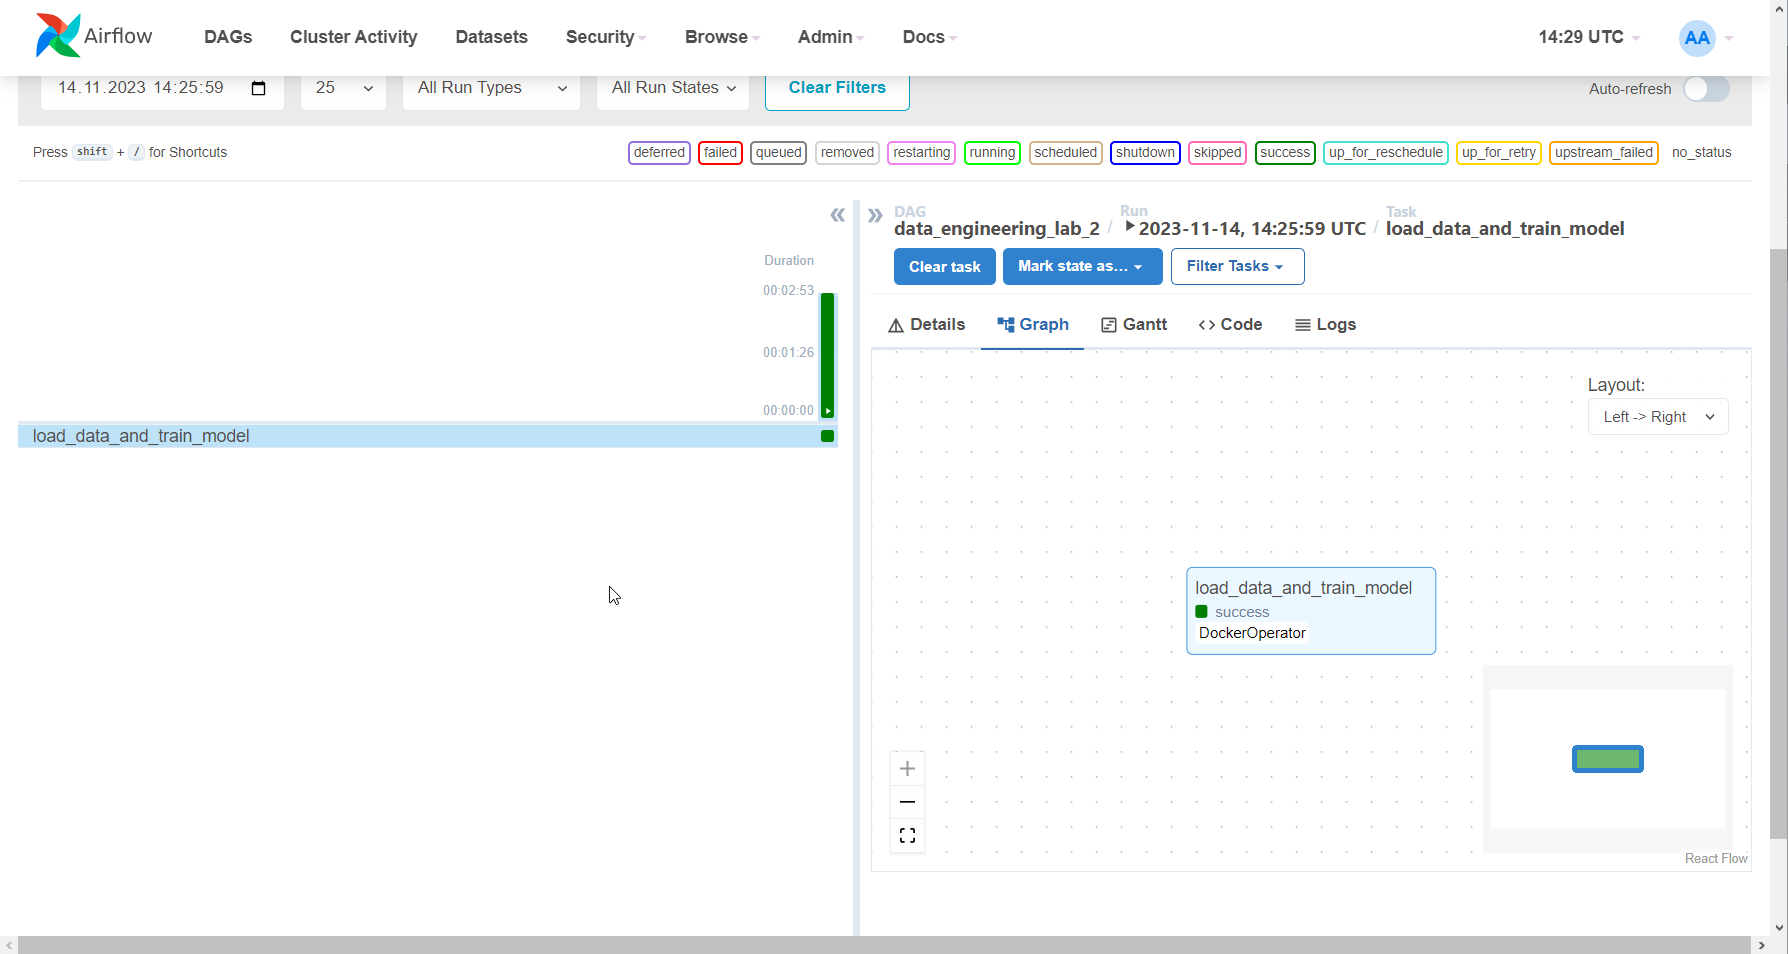 Airflow DAGs Cluster Activity Datasets Security Browse Admin Docs 14:29 UTC AA
14.11.2023 14:25:59 25 All Run Types All Run States Clear Filters Auto-refresh
Press shift + / for Shortcuts deferred failed queued removed restarting running scheduled shutdown skipped success up_for_reschedule up_for_retry upstream_failed no_status
Duration
00:02:53
00:01:26
00:00:00
load_data_and_train_model
DAG Run Task
data_engineering_lab_2 / 2023-11-14, 14:25:59 UTC / load_data_and_train_model
Clear task Mark state as... Filter Tasks
Details Graph Gantt Code Logs
Layout:
Left -> Right
load_data_and_train_model
success
DockerOperator
React Flow